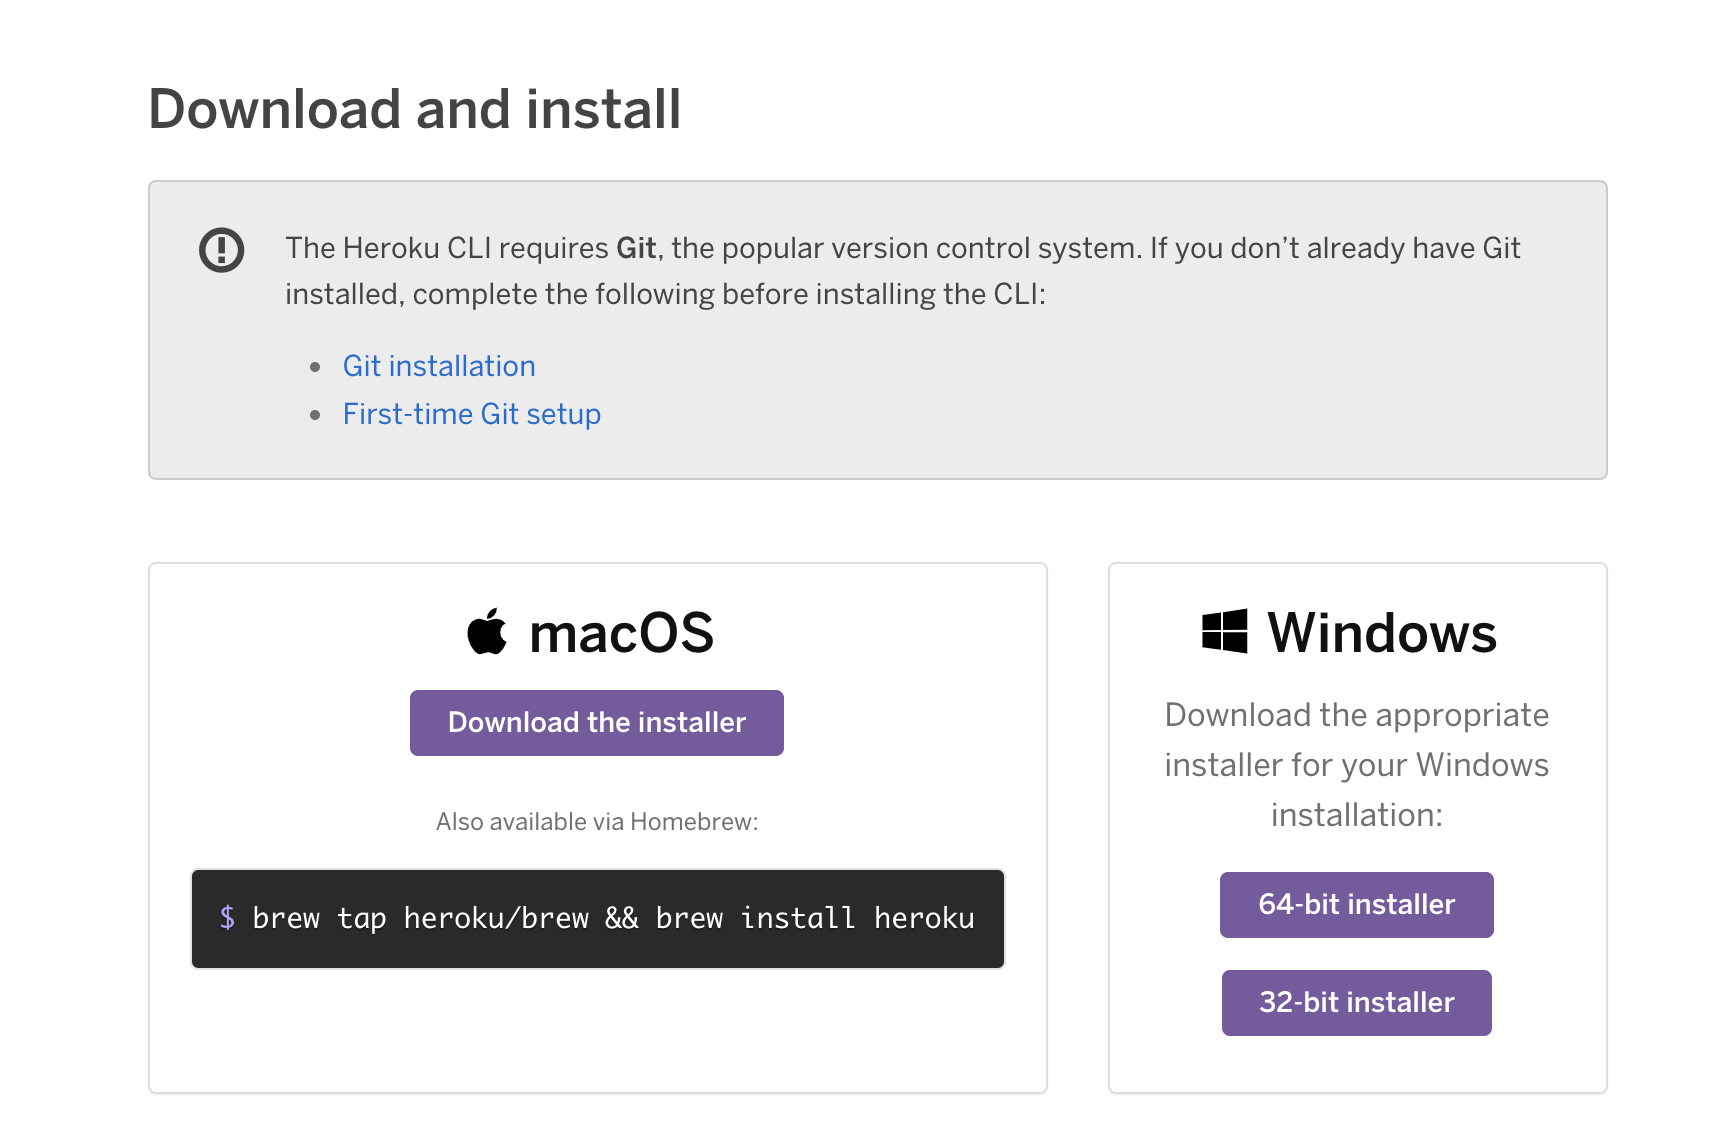 Download and install
The Heroku CLI requires Git, the popular version control system. If you don’t already have Git
installed, complete the following before installing the CLI:
Git installation
First-time Git setup
macOS
Download the installer
Also available via Homebrew:
$ brew tap heroku/brew && brew install heroku
Windows
Download the appropriate
installer for your Windows
installation:
64-bit installer
32-bit installer